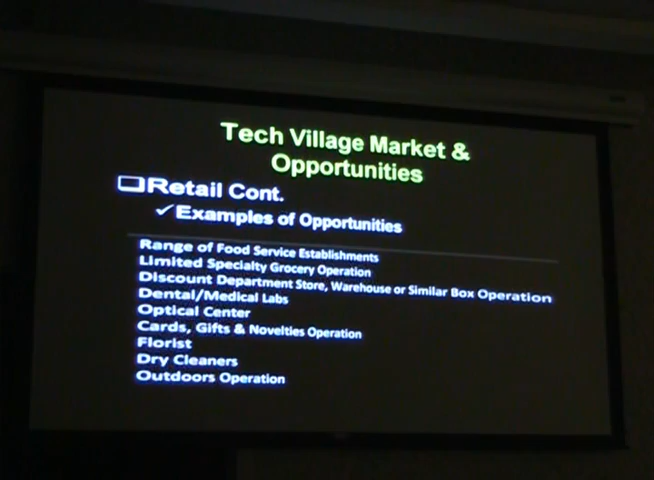 Tech Village Market &
Opportunities
Retail Cont.
✓Examples of Opportunities
Range of Food Service Establishments
Limited Specialty Grocery Operation
Discount Department Store, Warehouse or Similar Box Operation
Dental/Medical Labs
Optical Center
Cards, Gifts & Novelties Operation
Florist
Dry Cleaners
Outdoors Operation